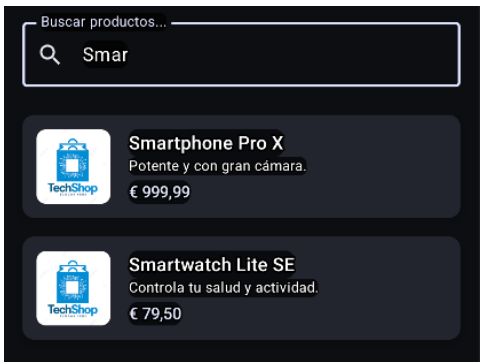 Buscar productos...
Smar
Smartphone Pro X
Potente y con gran cámara.
TechShop
€ 999,99
Smartwatch Lite SE
Controla tu salud y actividad.
TechShop
€ 79,50